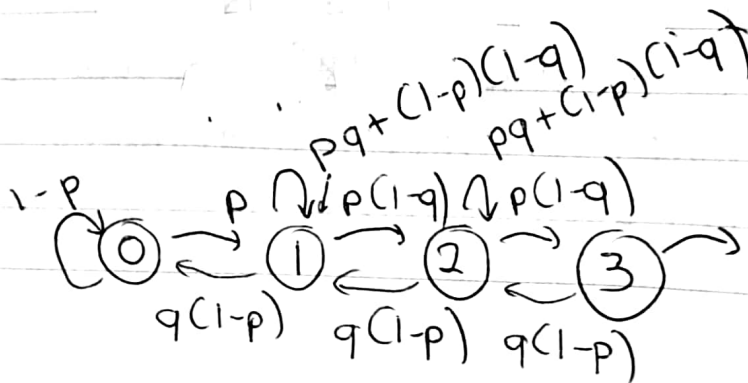 pq+(1-p)(1-q) pq+(1-p)(1-q)
1-p p p(1-q) p(1-q)
0 1 2 3
q(1-p) q(1-p) q(1-p)